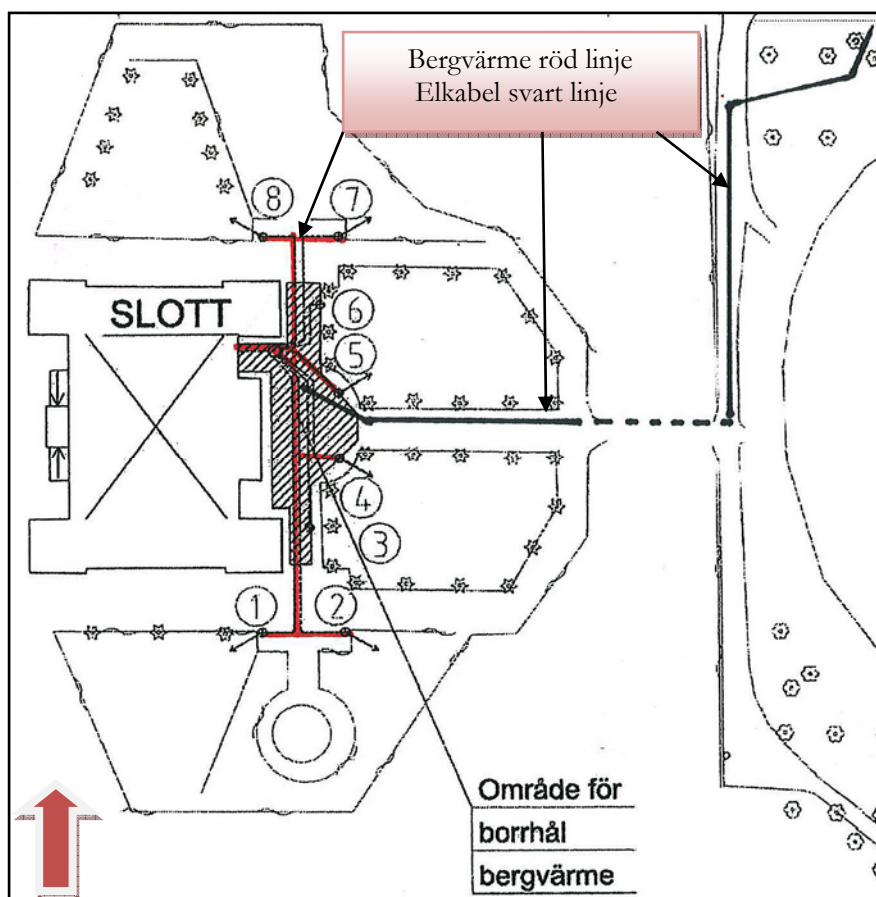 Bergvärme röd linje
Elkabel svart linje
8
7
SLOTT
6
5
4
3
1
2
Område för
borrhål
bergvärme